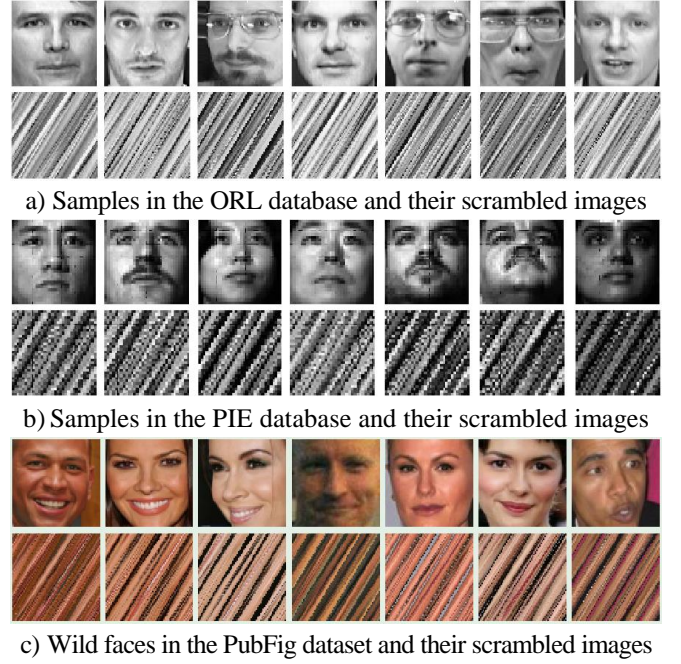 a) Samples in the ORL database and their scrambled images
b) Samples in the PIE database and their scrambled images
c) Wild faces in the PubFig dataset and their scrambled images